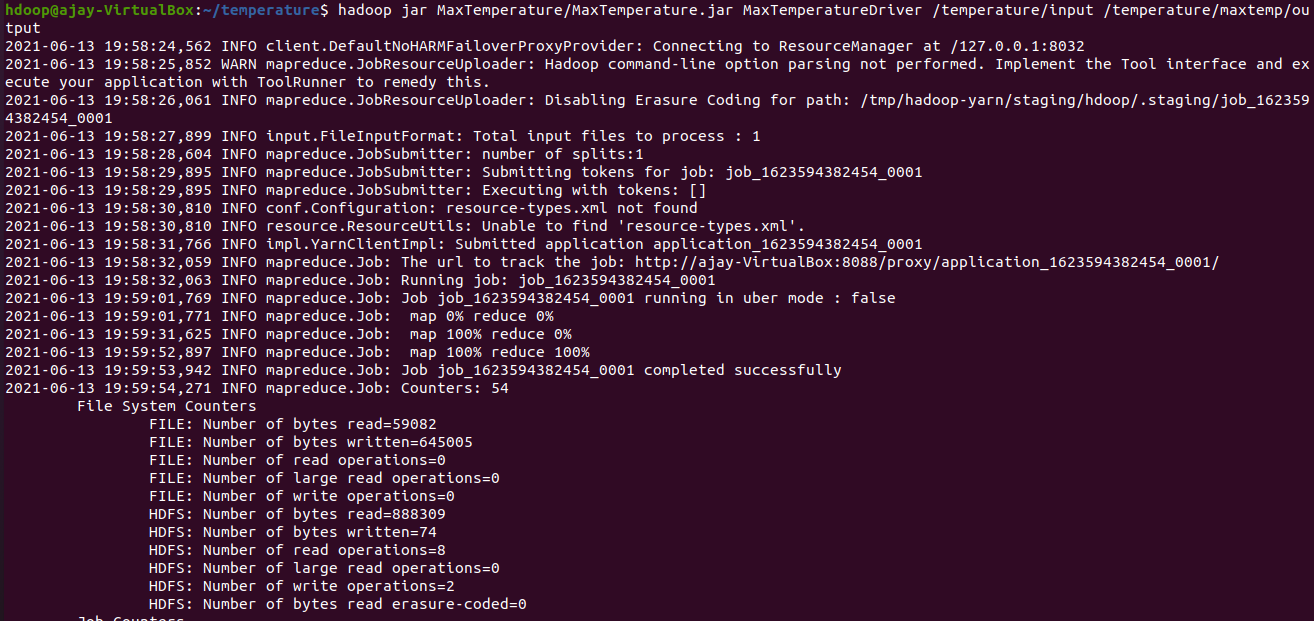 hdoop@ajay-VirtualBox:~/temperature$ hadoop jar MaxTemperature/MaxTemperature.jar MaxTemperatureDriver /temperature/input /temperature/maxtemp/ou
tput
2021-06-13 19:58:24,562 INFO client.DefaultNoHARMFailoverProxyProvider: Connecting to ResourceManager at /127.0.0.1:8032
2021-06-13 19:58:25,852 WARN mapreduce.JobResourceUploader: Hadoop command-line option parsing not performed. Implement the Tool interface and ex
ecute your application with ToolRunner to remedy this.
2021-06-13 19:58:26,061 INFO mapreduce.JobResourceUploader: Disabling Erasure Coding for path: /tmp/hadoop-yarn/staging/hdoop/.staging/job_162359
4382454_0001
2021-06-13 19:58:27,899 INFO input.FileInputFormat: Total input files to process : 1
2021-06-13 19:58:28,604 INFO mapreduce.JobSubmitter: number of splits:1
2021-06-13 19:58:29,895 INFO mapreduce.JobSubmitter: Submitting tokens for job: job_1623594382454_0001
2021-06-13 19:58:29,895 INFO mapreduce.JobSubmitter: Executing with tokens: []
2021-06-13 19:58:30,810 INFO conf.Configuration: resource-types.xml not found
2021-06-13 19:58:30,810 INFO resource.ResourceUtils: Unable to find 'resource-types.xml'.
2021-06-13 19:58:31,766 INFO impl.YarnClientImpl: Submitted application application_1623594382454_0001
2021-06-13 19:58:32,059 INFO mapreduce.Job: The url to track the job: http://ajay-VirtualBox:8088/proxy/application_1623594382454_0001/
2021-06-13 19:58:32,063 INFO mapreduce.Job: Running job: job_1623594382454_0001
2021-06-13 19:59:01,769 INFO mapreduce.Job: Job job_1623594382454_0001 running in uber mode : false
2021-06-13 19:59:01,771 INFO mapreduce.Job:  map 0% reduce 0%
2021-06-13 19:59:31,625 INFO mapreduce.Job:  map 100% reduce 0%
2021-06-13 19:59:52,897 INFO mapreduce.Job:  map 100% reduce 100%
2021-06-13 19:59:53,942 INFO mapreduce.Job: Job job_1623594382454_0001 completed successfully
2021-06-13 19:59:54,271 INFO mapreduce.Job: Counters: 54
File System Counters
FILE: Number of bytes read=59082
FILE: Number of bytes written=645005
FILE: Number of read operations=0
FILE: Number of large read operations=0
FILE: Number of write operations=0
HDFS: Number of bytes read=888309
HDFS: Number of bytes written=74
HDFS: Number of read operations=8
HDFS: Number of large read operations=0
HDFS: Number of write operations=2
HDFS: Number of bytes read erasure-coded=0
Job Counters